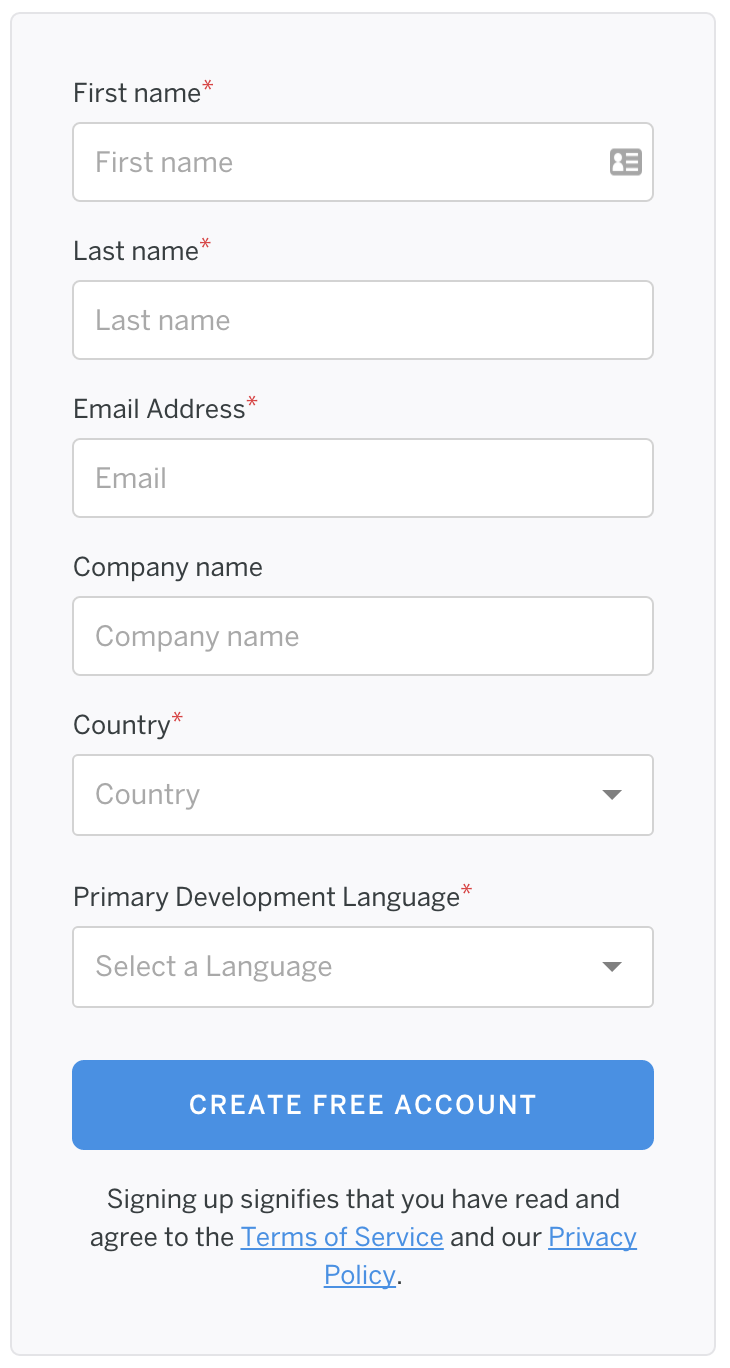 First name*
First name
Last name*
Last name
Email Address*
Email
Company name
Company name
Country*
Country
Primary Development Language*
Select a Language
CREATE FREE ACCOUNT
Signing up signifies that you have read and
agree to the Terms of Service and our Privacy
Policy.